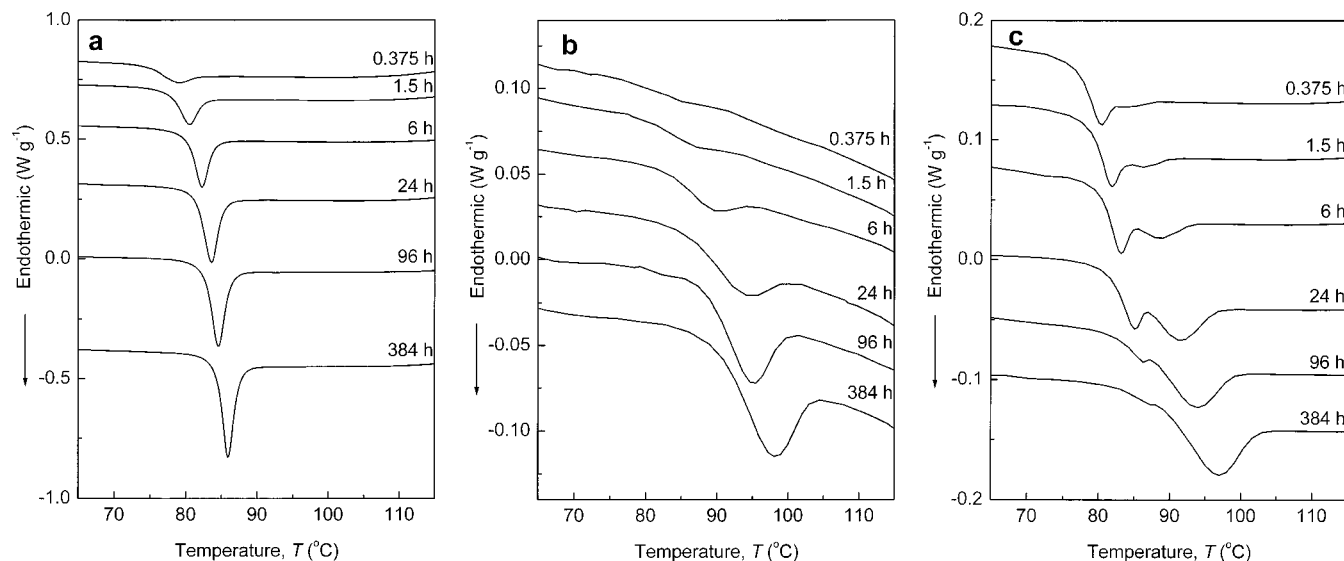 a
1.0
0.5
0.0
-0.5
-1.0
Endothermic (W g⁻¹)
0.375 h
1.5 h
6 h
24 h
96 h
384 h
70 80 90 100 110
Temperature, T (°C)
b
0.10
0.05
0.00
-0.05
-0.10
Endothermic (W g⁻¹)
0.375 h
1.5 h
6 h
24 h
96 h
384 h
70 80 90 100 110
Temperature, T (°C)
c
0.2
0.1
0.0
-0.1
-0.2
Endothermic (W g⁻¹)
0.375 h
1.5 h
6 h
24 h
96 h
384 h
70 80 90 100 110
Temperature, T (°C)